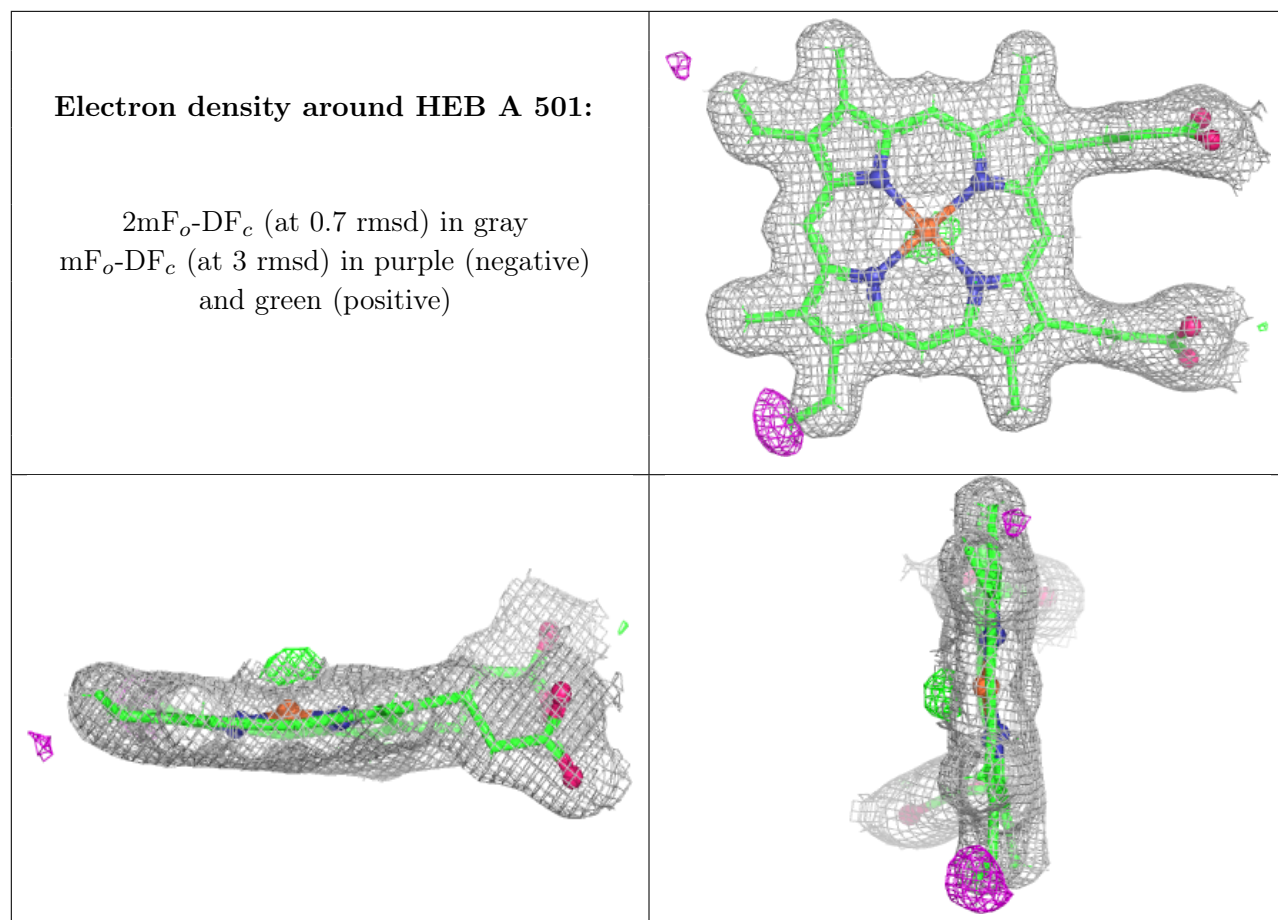 Electron density around HEB A 501:
2mFₒ-DF𝒸 (at 0.7 rmsd) in gray
mFₒ-DF𝒸 (at 3 rmsd) in purple (negative)
and green (positive)